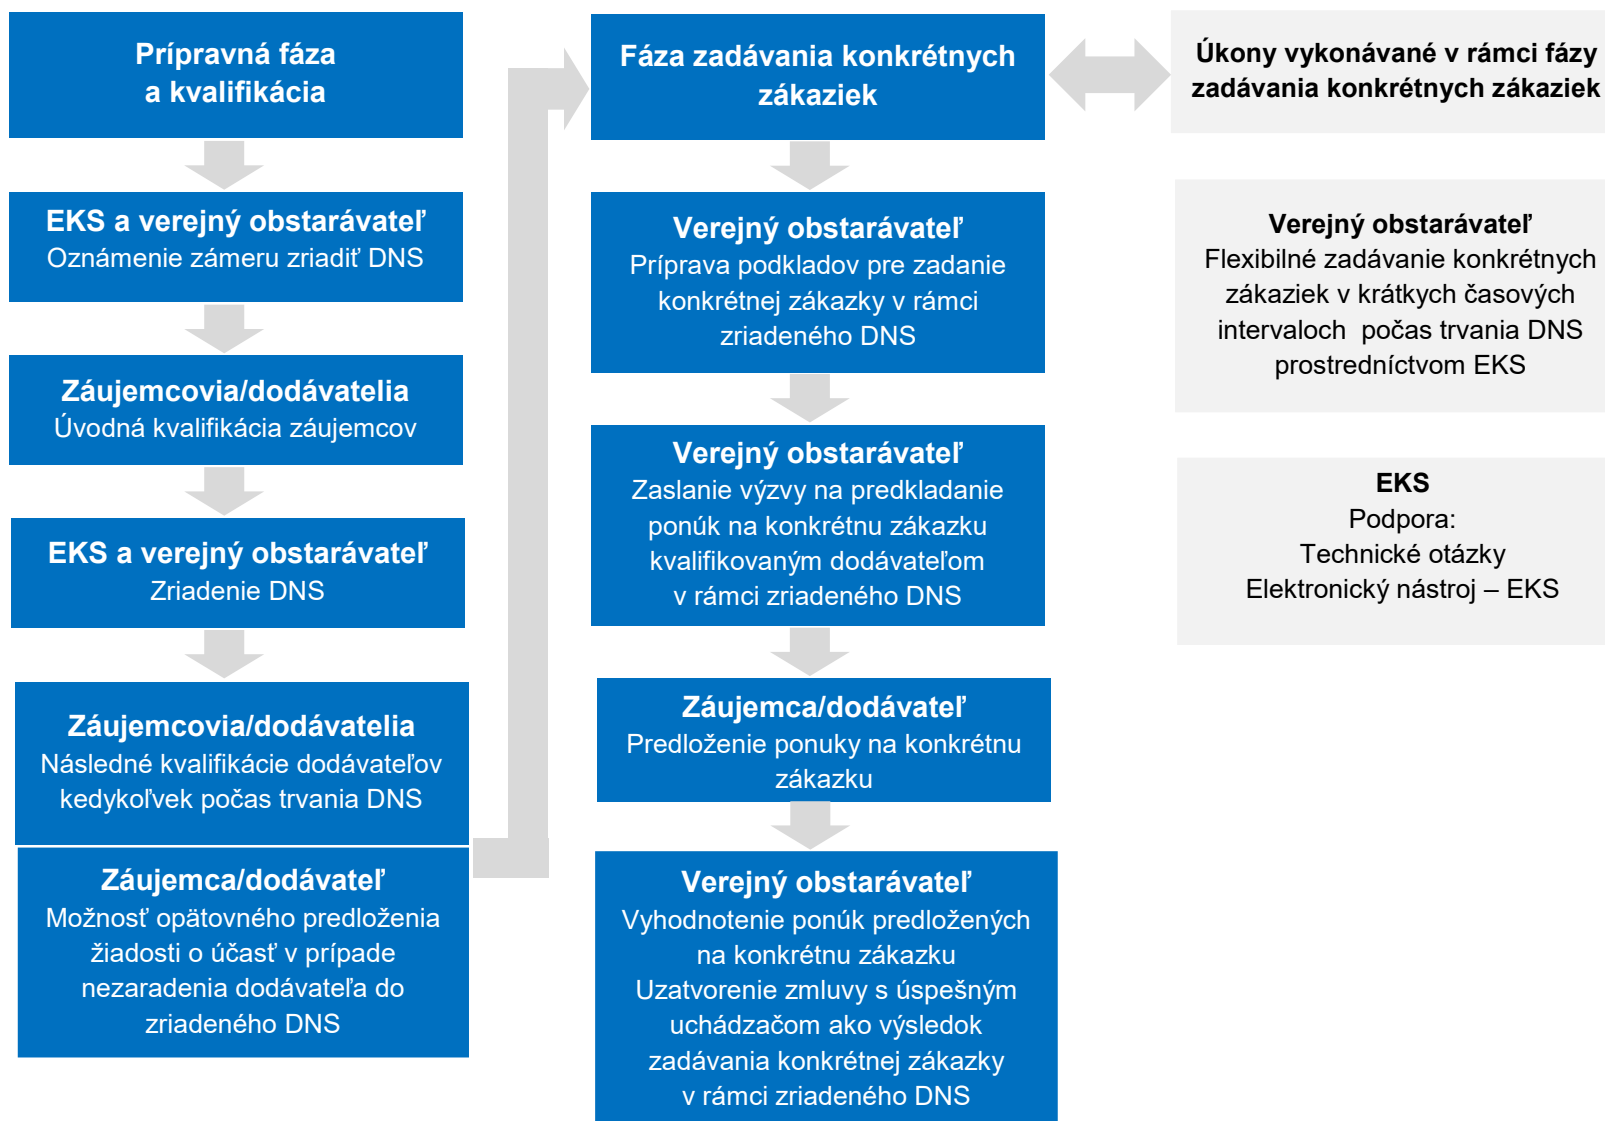 Prípravná fáza
a kvalifikácia
EKS a verejný obstarávateľ
Oznámenie zámeru zriadiť DNS
Záujemcovia/dodávatelia
Úvodná kvalifikácia záujemcov
EKS a verejný obstarávateľ
Zriadenie DNS
Záujemcovia/dodávatelia
Následné kvalifikácie dodávateľov
kedykoľvek počas trvania DNS
Záujemca/dodávateľ
Možnosť opätovného predloženia
žiadosti o účasť v prípade
nezaradenia dodávateľa do
zriadeného DNS
Fáza zadávania konkrétnych
zákaziek
Verejný obstarávateľ
Príprava podkladov pre zadanie
konkrétnej zákazky v rámci
zriadeného DNS
Verejný obstarávateľ
Zaslanie výzvy na predkladanie
ponúk na konkrétnu zákazku
kvalifikovaným dodávateľom
v rámci zriadeného DNS
Záujemca/dodávateľ
Predloženie ponuky na konkrétnu
zákazku
Verejný obstarávateľ
Vyhodnotenie ponúk predložených
na konkrétnu zákazku
Uzatvorenie zmluvy s úspešným
uchádzačom ako výsledok
zadávania konkrétnej zákazky
v rámci zriadeného DNS
Úkony vykonávané v rámci fázy
zadávania konkrétnych zákaziek
Verejný obstarávateľ
Flexibilné zadávanie konkrétnych
zákaziek v krátkych časových
intervaloch počas trvania DNS
prostredníctvom EKS
EKS
Podpora:
Technické otázky
Elektronický nástroj – EKS